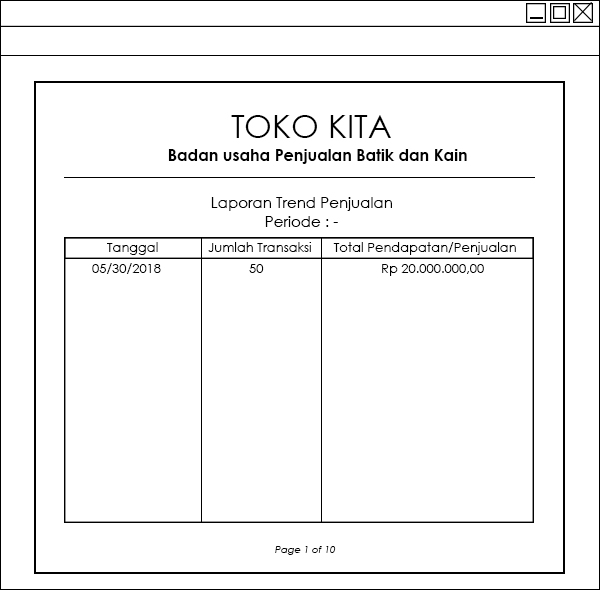 TOKO KITA
Badan usaha Penjualan Batik dan Kain
Laporan Trend Penjualan
Periode : -
Tanggal Jumlah Transaksi Total Pendapatan/Penjualan
05/30/2018 50 Rp 20.000.000,00
Page 1 of 10